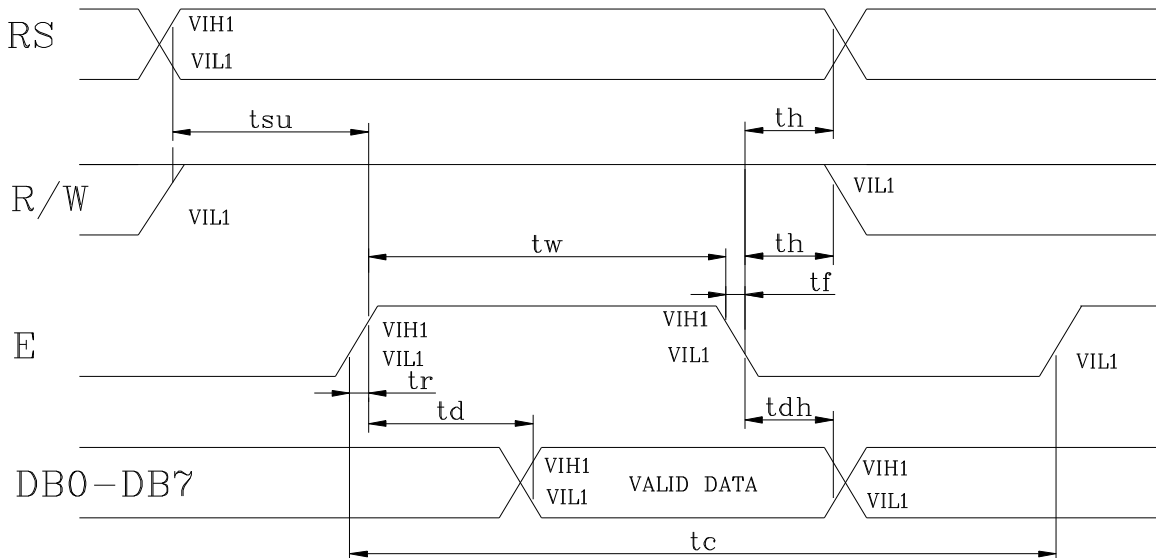 RS
VIH1
VIL1
tsu
th
R/W
VIL1
VIL1
tw
th
tf
E
VIH1
VIL1
VIH1
VIL1
VIL1
tr
td
tdh
DB0-DB7
VIH1
VIL1
VALID DATA
VIH1
VIL1
tc